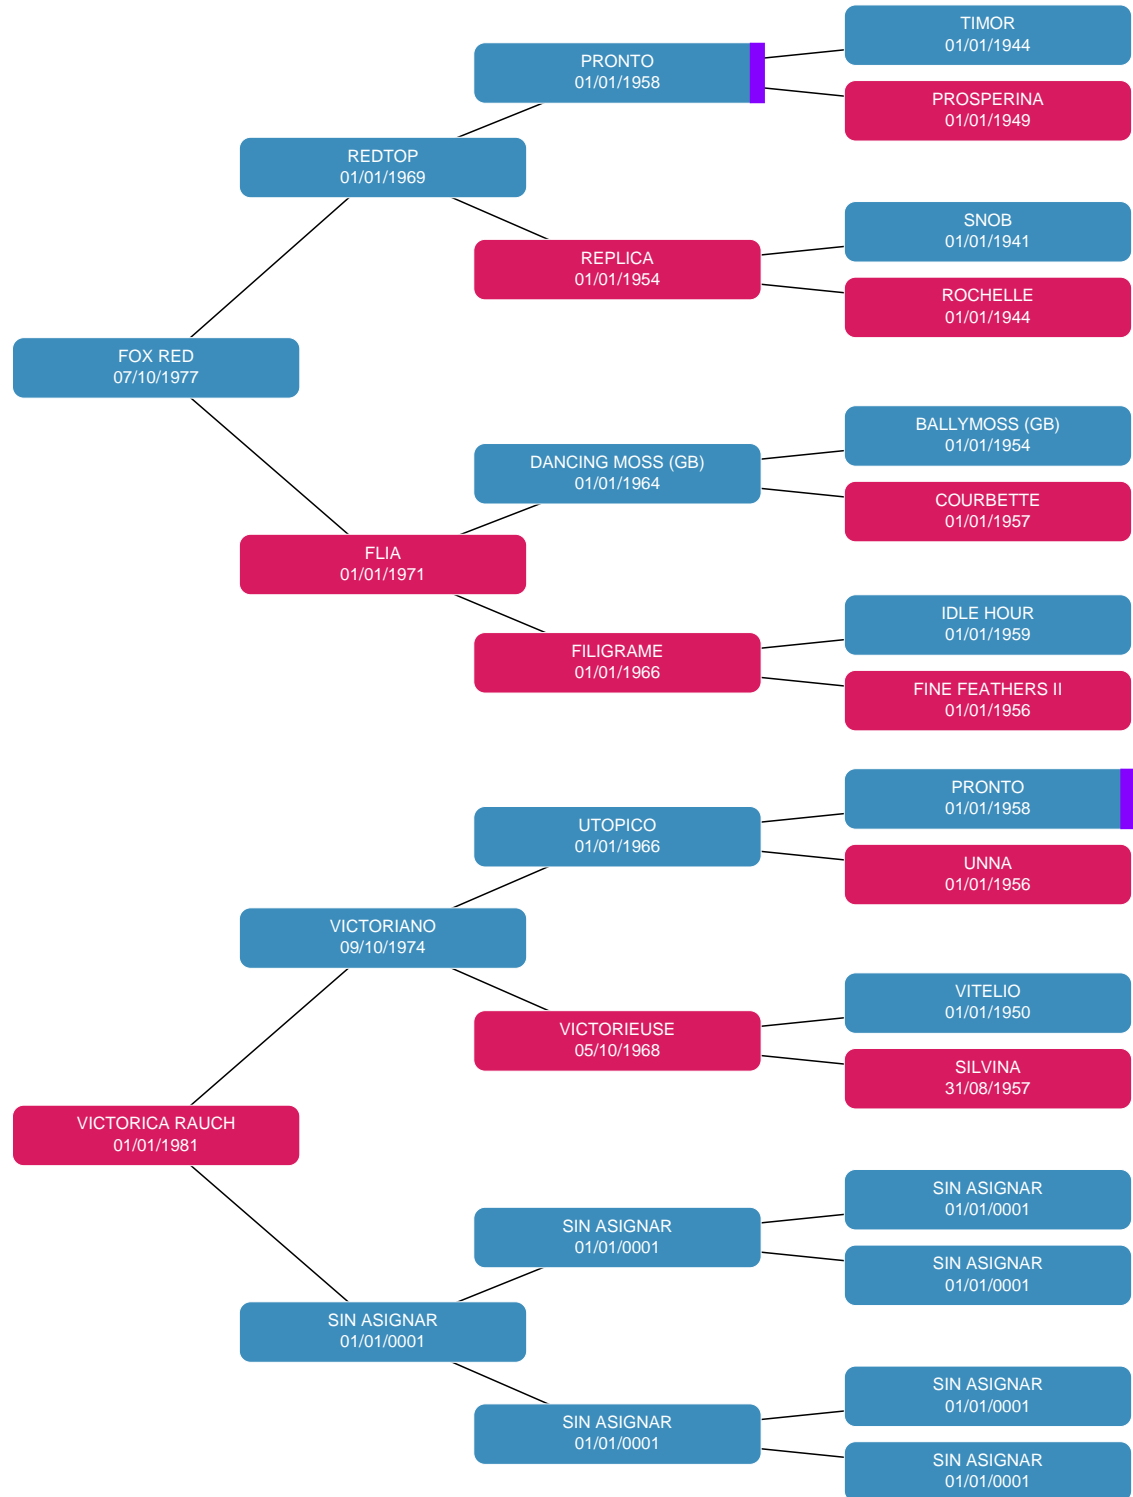 TIMOR
01/01/1944
PRONTO
01/01/1958
PROSPERINA
01/01/1949
REDTOP
01/01/1969
SNOB
01/01/1941
REPLICA
01/01/1954
ROCHELLE
01/01/1944
FOX RED
07/10/1977
BALLYMOSS (GB)
01/01/1954
DANCING MOSS (GB)
01/01/1964
COURBETTE
01/01/1957
FLIA
01/01/1971
IDLE HOUR
01/01/1959
FILIGRAME
01/01/1966
FINE FEATHERS II
01/01/1956
PRONTO
01/01/1958
UTOPICO
01/01/1966
UNNA
01/01/1956
VICTORIANO
09/10/1974
VITELIO
01/01/1950
VICTORIEUSE
05/10/1968
SILVINA
31/08/1957
VICTORICA RAUCH
01/01/1981
SIN ASIGNAR
01/01/0001
SIN ASIGNAR
01/01/0001
SIN ASIGNAR
01/01/0001
SIN ASIGNAR
01/01/0001
SIN ASIGNAR
01/01/0001
SIN ASIGNAR
01/01/0001
SIN ASIGNAR
01/01/0001